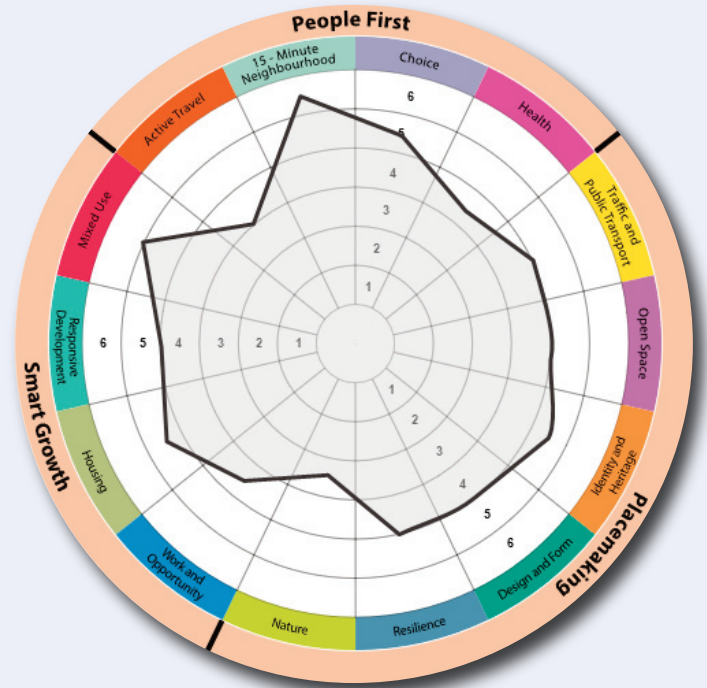 People First
15 - Minute
Neighbourhood
Choice
Active Travel
Health
Mixed Use
Traffic and
Public Transport
Responsive
Development
Open Space
Housing
Identity and
Heritage
Work and
Opportunity
Design and Form
Nature
Resilience
Smart Growth
Placemaking
6
5
4
3
2
1
6
5
4
3
2
1
1
2
3
4
5
6